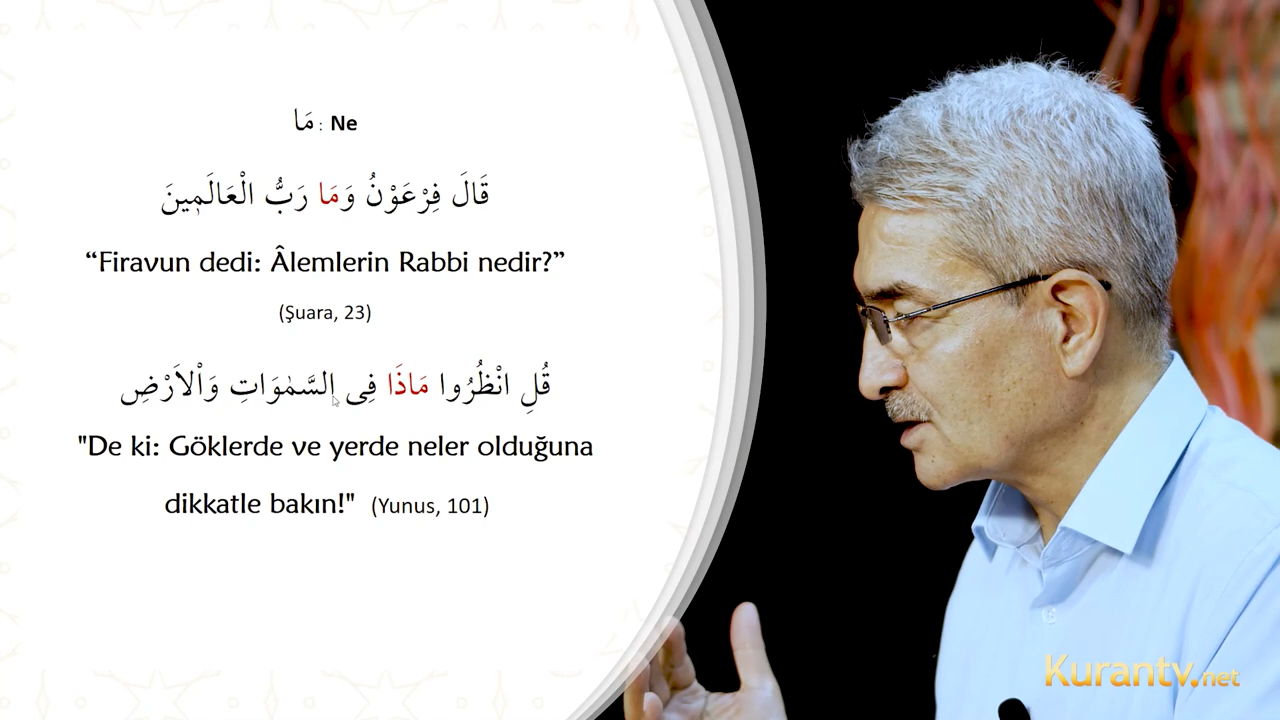 مَا : Ne
قَالَ فِرْعَوْنُ وَمَا رَبُّ الْعَالَم۪ينَ
“Firavun dedi: Âlemlerin Rabbi nedir?”
(Şuara, 23)
قُلِ انْظُرُوا مَاذَا فِى السَّمٰوَاتِ وَاْلاَرْضِ
"De ki: Göklerde ve yerde neler olduğuna
dikkatle bakın!" (Yunus, 101)
Kurantv.net